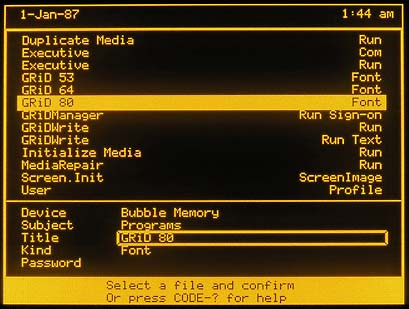 1-Jan-87 1:44 am
Duplicate Media Run
Executive Com
Executive Run
GRiD 53 Font
GRiD 64 Font
GRiD 80 Font
GRiDManager Run Sign-on
GRiDWrite Run
GRiDWrite Run Text
Initialize Media Run
MediaRepair Run
Screen.Init ScreenImage
User Profile
Device Bubble Memory
Subject Programs
Title GRiD 80
Kind Font
Password
Select a file and confirm
Or press CODE-? for help